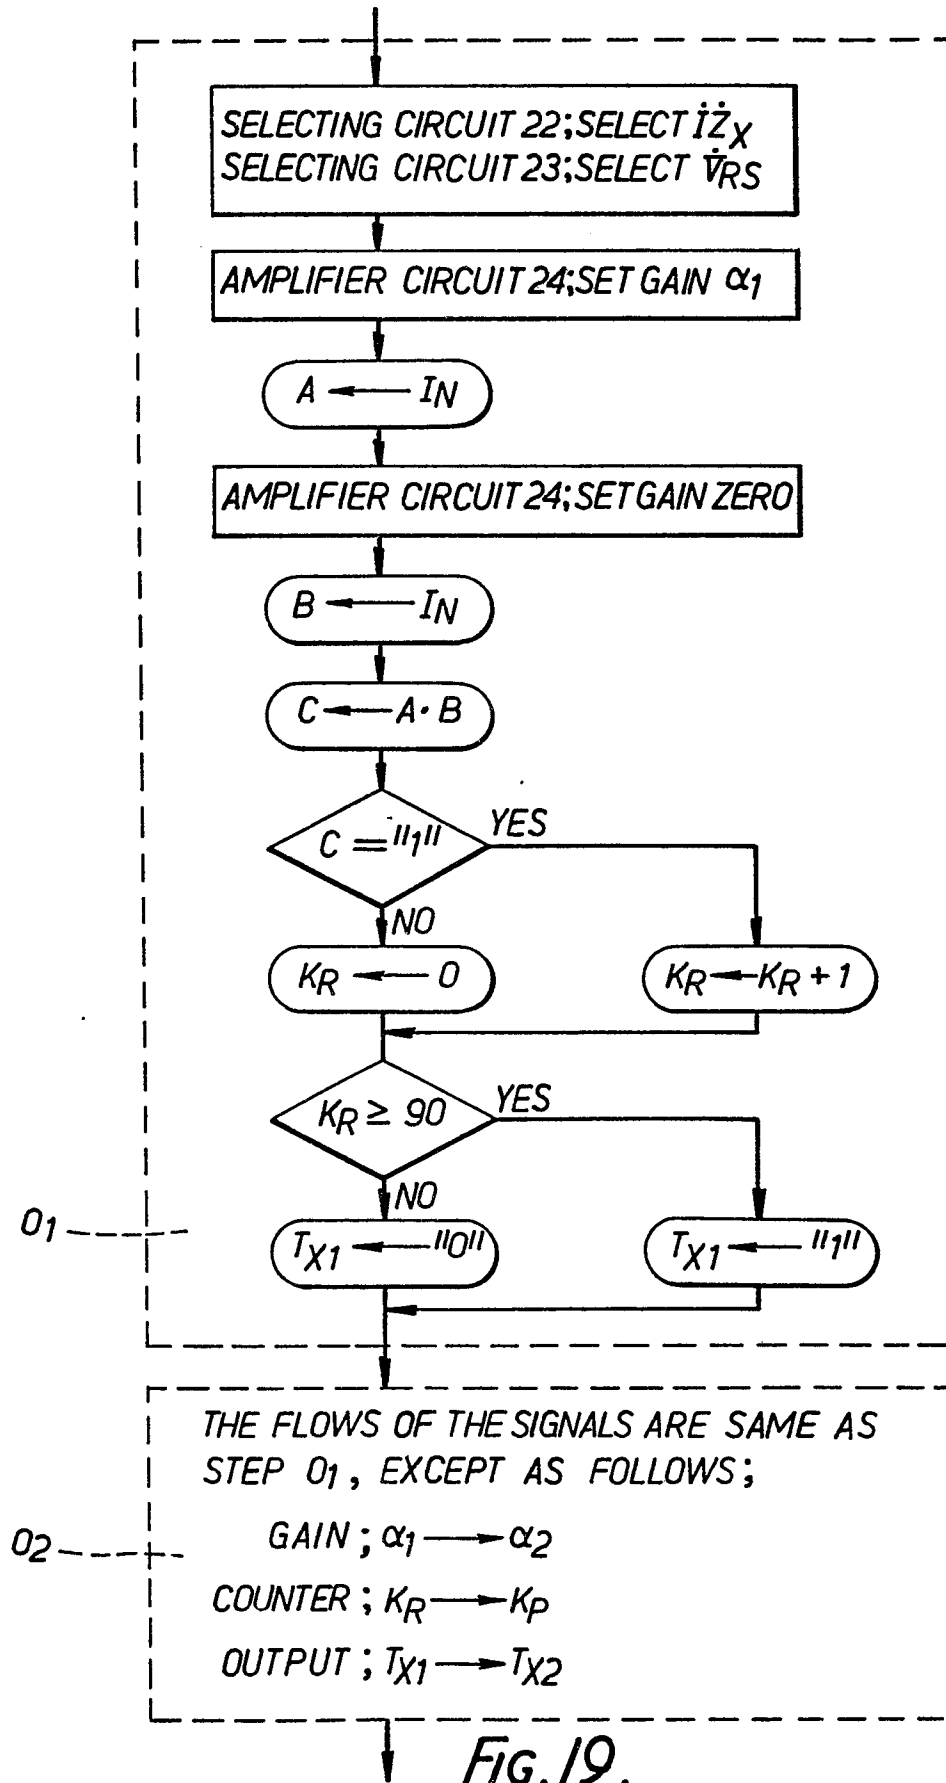 SELECTING CIRCUIT 22; SELECT İŻX
SELECTING CIRCUIT 23; SELECT V̇RS
AMPLIFIER CIRCUIT 24; SET GAIN α1
A ← IN
AMPLIFIER CIRCUIT 24; SET GAIN ZERO
B ← IN
C ← A · B
C = "1"
YES
NO
KR ← 0
KR ← KR + 1
KR ≥ 90
YES
NO
O1
TX1 ← "0"
TX1 ← "1"
THE FLOWS OF THE SIGNALS ARE SAME AS
STEP O1, EXCEPT AS FOLLOWS;
O2
GAIN; α1 → α2
COUNTER; KR → KP
OUTPUT; TX1 → TX2
FIG. 19.